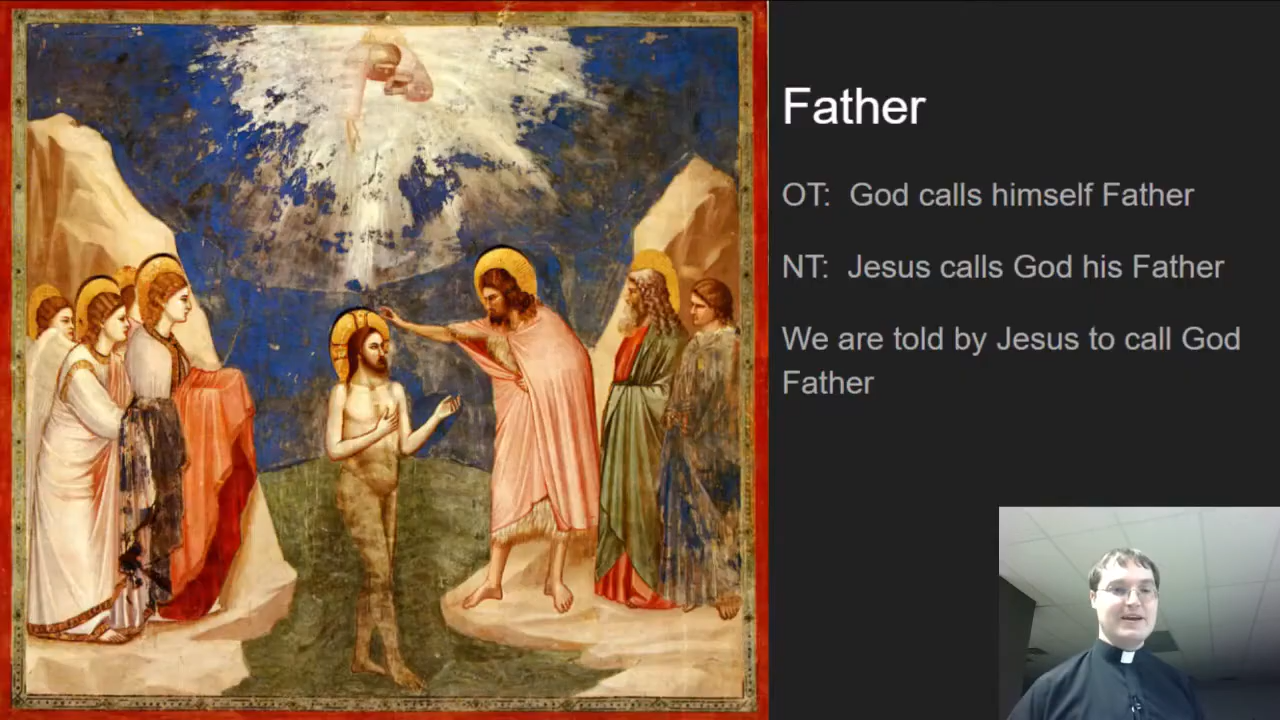 Father
OT:  God calls himself Father
NT:  Jesus calls God his Father
We are told by Jesus to call God
Father